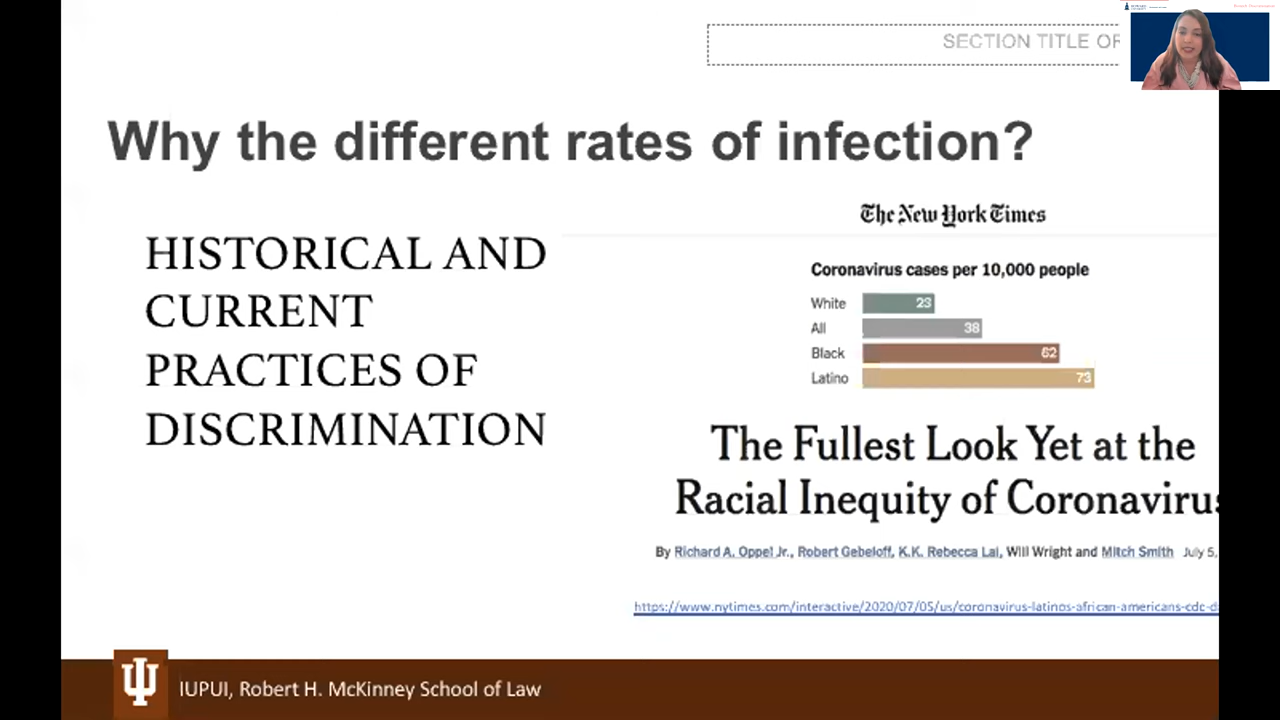 SECTION TITLE OR
Why the different rates of infection?
HISTORICAL AND
CURRENT
PRACTICES OF
DISCRIMINATION
The New York Times
Coronavirus cases per 10,000 people
White 23
All 38
Black 62
Latino 73
The Fullest Look Yet at the
Racial Inequity of Coronavirus
By Richard A. Oppel Jr., Robert Gebeloff, K.K. Rebecca Lai, Will Wright and Mitch Smith July 5,
https://www.nytimes.com/interactive/2020/07/05/us/coronavirus-latinos-african-americans-cdc-d
IUPUI, Robert H. McKinney School of Law